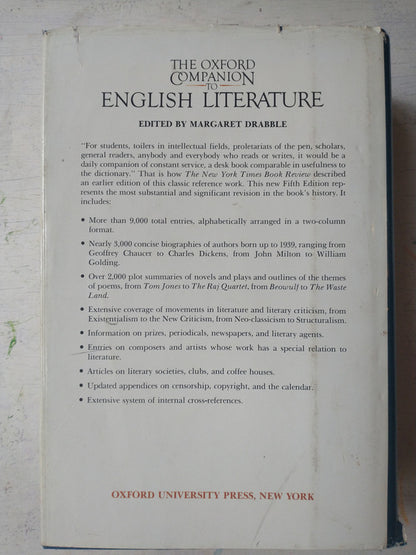 THE OXFORD
COMPANION
TO
ENGLISH LITERATURE
EDITED BY MARGARET DRABBLE
"For students, toilers in intellectual fields, proletarians of the pen, scholars,
general readers, anybody and everybody who reads or writes, it would be a
daily companion of constant service, a desk book comparable in usefulness to
the dictionary." That is how The New York Times Book Review described
an earlier edition of this classic reference work. This new Fifth Edition rep-
resents the most substantial and significant revision in the book's history. It
includes:
• More than 9,000 total entries, alphabetically arranged in a two-column
format.
• Nearly 3,000 concise biographies of authors born up to 1939, ranging from
Geoffrey Chaucer to Charles Dickens, from John Milton to William
Golding.
• Over 2,000 plot summaries of novels and plays and outlines of the themes
of poems, from Tom Jones to The Raj Quartet, from Beowulf to The Waste
Land.
• Extensive coverage of movements in literature and literary criticism, from
Existentialism to the New Criticism, from Neo-classicism to Structuralism.
• Information on prizes, periodicals, newspapers, and literary agents.
• Entries on composers and artists whose work has a special relation to
literature.
• Articles on literary societies, clubs, and coffee houses.
• Updated appendices on censorship, copyright, and the calendar.
• Extensive system of internal cross-references.
OXFORD UNIVERSITY PRESS, NEW YORK